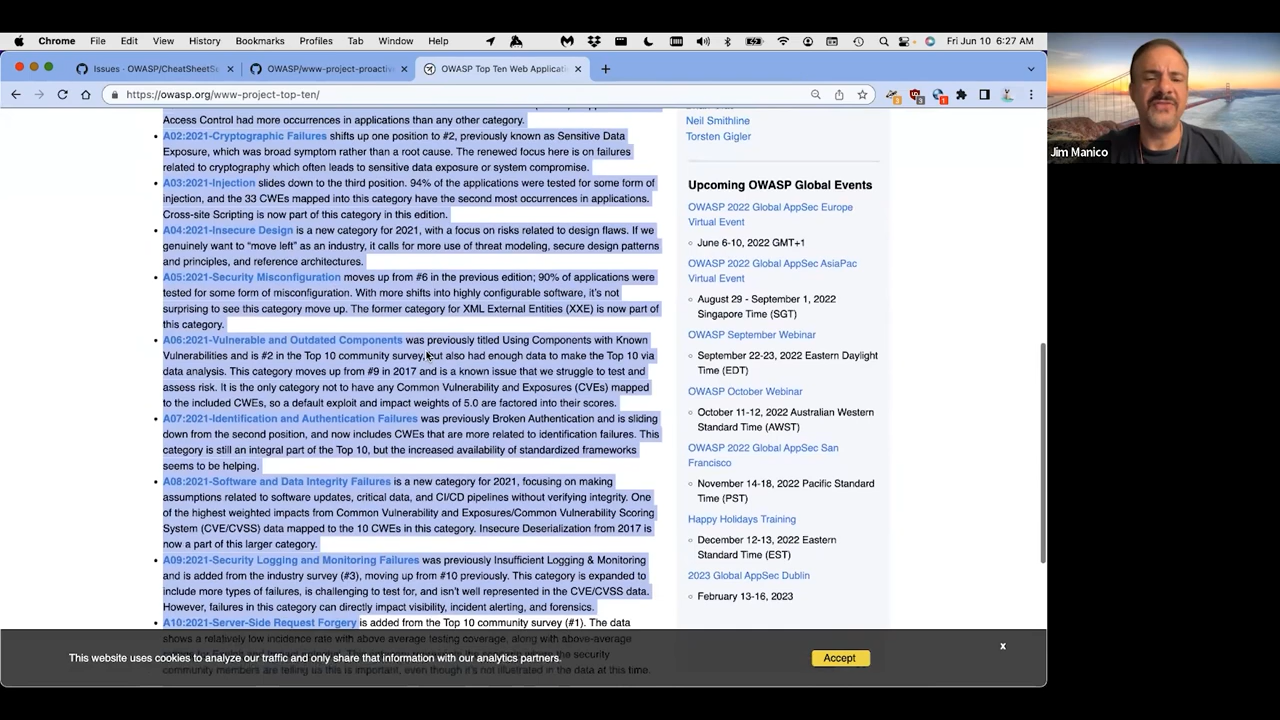 Chrome File Edit View History Bookmarks Profiles Tab Window Help Fri Jun 10 6:27 AM
Issues · OWASP/CheatSheetS
OWASP/www-project-proactiv
OWASP Top Ten Web Applicati
https://owasp.org/www-project-top-ten/
Access Control had more occurrences in applications than any other category.
A02:2021-Cryptographic Failures shifts up one position to #2, previously known as Sensitive Data
Exposure, which was broad symptom rather than a root cause. The renewed focus here is on failures
related to cryptography which often leads to sensitive data exposure or system compromise.
A03:2021-Injection slides down to the third position. 94% of the applications were tested for some form of
injection, and the 33 CWEs mapped into this category have the second most occurrences in applications.
Cross-site Scripting is now part of this category in this edition.
A04:2021-Insecure Design is a new category for 2021, with a focus on risks related to design flaws. If we
genuinely want to “move left” as an industry, it calls for more use of threat modeling, secure design patterns
and principles, and reference architectures.
A05:2021-Security Misconfiguration moves up from #6 in the previous edition; 90% of applications were
tested for some form of misconfiguration. With more shifts into highly configurable software, it’s not
surprising to see this category move up. The former category for XML External Entities (XXE) is now part of
this category.
A06:2021-Vulnerable and Outdated Components was previously titled Using Components with Known
Vulnerabilities and is #2 in the Top 10 community survey, but also had enough data to make the Top 10 via
data analysis. This category moves up from #9 in 2017 and is a known issue that we struggle to test and
assess risk. It is the only category not to have any Common Vulnerability and Exposures (CVEs) mapped
to the included CWEs, so a default exploit and impact weights of 5.0 are factored into their scores.
A07:2021-Identification and Authentication Failures was previously Broken Authentication and is sliding
down from the second position, and now includes CWEs that are more related to identification failures. This
category is still an integral part of the Top 10, but the increased availability of standardized frameworks
seems to be helping.
A08:2021-Software and Data Integrity Failures is a new category for 2021, focusing on making
assumptions related to software updates, critical data, and CI/CD pipelines without verifying integrity. One
of the highest weighted impacts from Common Vulnerability and Exposures/Common Vulnerability Scoring
System (CVE/CVSS) data mapped to the 10 CWEs in this category. Insecure Deserialization from 2017 is
now a part of this larger category.
A09:2021-Security Logging and Monitoring Failures was previously Insufficient Logging & Monitoring
and is added from the industry survey (#3), moving up from #10 previously. This category is expanded to
include more types of failures, is challenging to test for, and isn’t well represented in the CVE/CVSS data.
However, failures in this category can directly impact visibility, incident alerting, and forensics.
A10:2021-Server-Side Request Forgery is added from the Top 10 community survey (#1). The data
shows a relatively low incidence rate with above average testing coverage, along with above-average
community members are telling us this is important, even though it’s not illustrated in the data at this time.
Neil Smithline
Torsten Gigler
Upcoming OWASP Global Events
OWASP 2022 Global AppSec Europe
Virtual Event
June 6-10, 2022 GMT+1
OWASP 2022 Global AppSec AsiaPac
Virtual Event
August 29 - September 1, 2022
Singapore Time (SGT)
OWASP September Webinar
September 22-23, 2022 Eastern Daylight
Time (EDT)
OWASP October Webinar
October 11-12, 2022 Australian Western
Standard Time (AWST)
OWASP 2022 Global AppSec San
Francisco
November 14-18, 2022 Pacific Standard
Time (PST)
Happy Holidays Training
December 12-13, 2022 Eastern
Standard Time (EST)
2023 Global AppSec Dublin
February 13-16, 2023
This website uses cookies to analyze our traffic and only share that information with our analytics partners.
Accept
x
Jim Manico